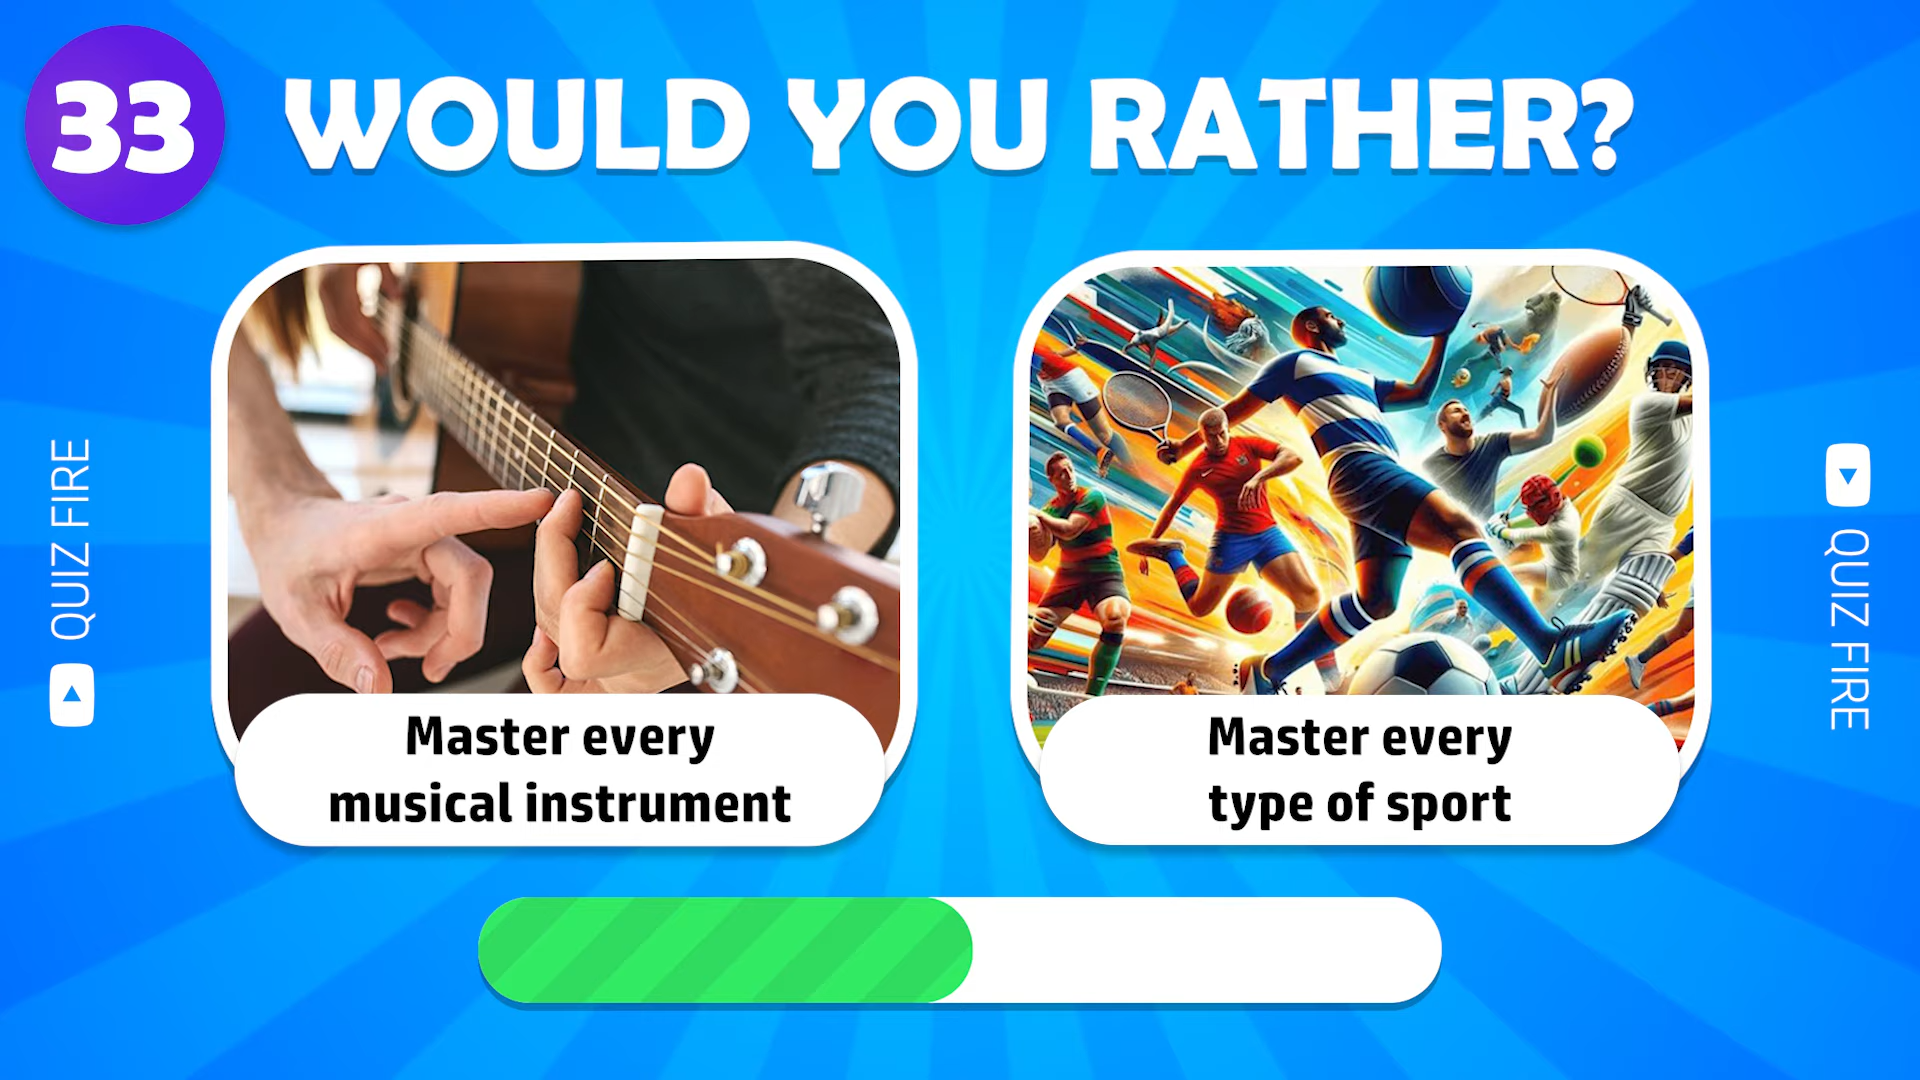 33
WOULD YOU RATHER?
QUIZ FIRE
Master every
musical instrument
Master every
type of sport
QUIZ FIRE